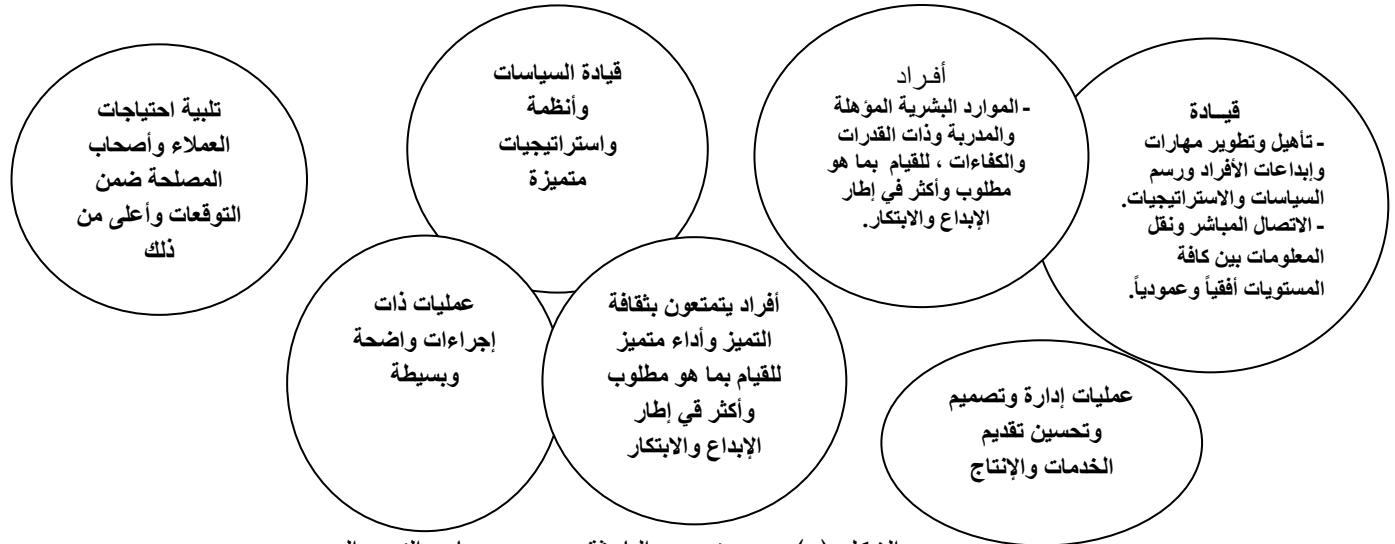 قيــادة
- تأهيل وتطوير مهارات
وإبداعات الأفراد ورسم
السياسات والاستراتيجيات.
- الاتصال المباشر ونقل
المعلومات بين كافة
المستويات أفقياً وعمودياً.
أفـراد
- الموارد البشرية المؤهلة
والمدربة وذات القدرات
والكفاءات ، للقيام بما هو
مطلوب وأكثر في إطار
الإبداع والابتكار.
قيادة السياسات
وأنظمة
واستراتيجيات
متميزة
تلبية احتياجات
العملاء وأصحاب
المصلحة ضمن
التوقعات وأعلى من
ذلك
عمليات إدارة وتصميم
وتحسين تقديم
الخدمات والإنتاج
أفراد يتمتعون بثقافة
التميز وأداء متميز
للقيام بما هو مطلوب
وأكثر قي إطار
الإبداع والابتكار
عمليات ذات
إجراءات واضحة
وبسيطة